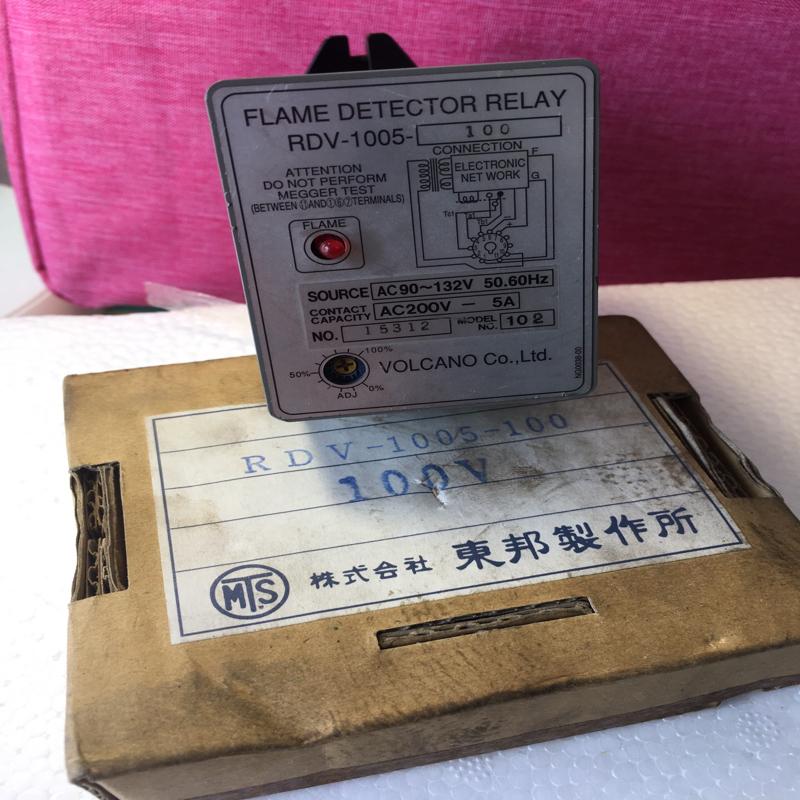 FLAME DETECTOR RELAY
RDV-1005-100
CONNECTION
ATTENTION
DO NOT PERFORM
MEGGER TEST
(BETWEEN ⑪AND①⑥⑦TERMINALS)
ELECTRONIC
NET WORK
F
G
FLAME
SOURCE AC90~132V 50.60Hz
CONTACT CAPACITY AC200V — 5A
NO. 15312 MODEL NO. 102
50% 100%
0%
ADJ
VOLCANO Co.,Ltd.
RDV-1005-100
100V
MTS 株式会社 東邦製作所